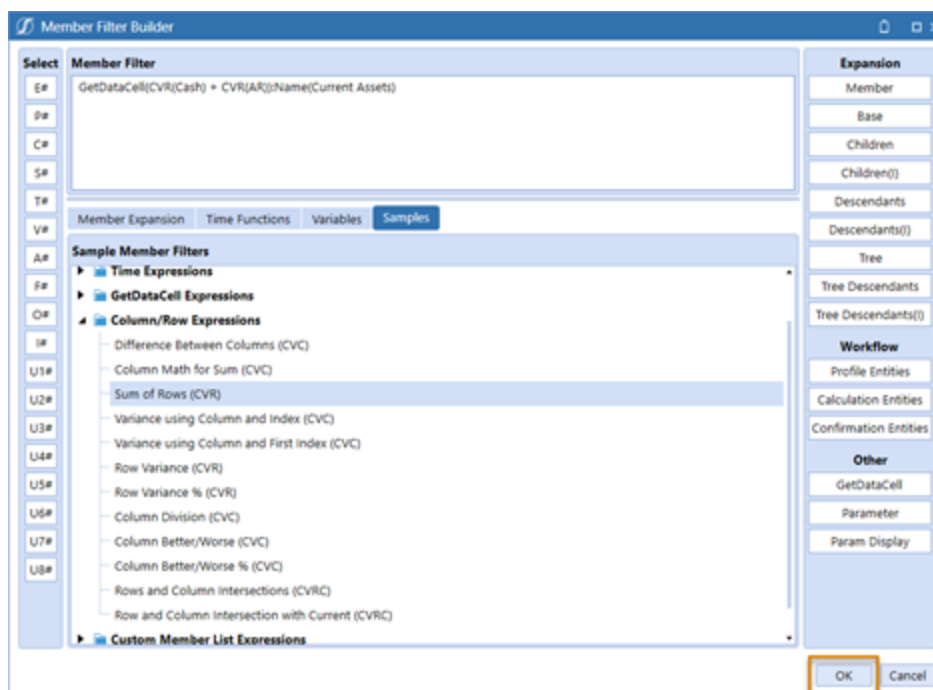 Member Filter Builder
Select
Member Filter
Expansion
E#
P#
C#
S#
T#
V#
A#
F#
O#
I#
U1#
U2#
U3#
U4#
U5#
U6#
U7#
U8#
GetDataCell(CVR(Cash) + CVR(AR)):Name(Current Assets)
Member Expansion Time Functions Variables Samples
Sample Member Filters
Time Expressions
GetDataCell Expressions
Column/Row Expressions
Difference Between Columns (CVC)
Column Math for Sum (CVC)
Sum of Rows (CVR)
Variance using Column and Index (CVC)
Variance using Column and First Index (CVC)
Row Variance (CVR)
Row Variance % (CVR)
Column Division (CVC)
Column Better/Worse (CVC)
Column Better/Worse % (CVC)
Rows and Column Intersections (CVRC)
Row and Column Intersection with Current (CVRC)
Custom Member List Expressions
Member
Base
Children
Children(I)
Descendants
Descendants(I)
Tree
Tree Descendants
Tree Descendants(I)
Workflow
Profile Entities
Calculation Entities
Confirmation Entities
Other
GetDataCell
Parameter
Param Display
OK Cancel